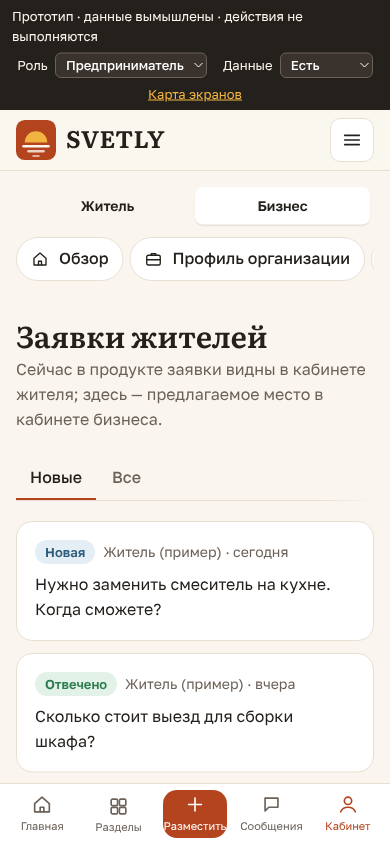 Прототип · данные вымышлены · действия не
выполняются
Роль Предприниматель Данные Есть
Карта экранов
SVETLY
Житель Бизнес
Обзор Профиль организации
Заявки жителей
Сейчас в продукте заявки видны в кабинете
жителя; здесь — предлагаемое место в
кабинете бизнеса.
Новые Все
Новая Житель (пример) · сегодня
Нужно заменить смеситель на кухне.
Когда сможете?
Отвечено Житель (пример) · вчера
Сколько стоит выезд для сборки
шкафа?
Главная Разделы Разместить Сообщения Кабинет